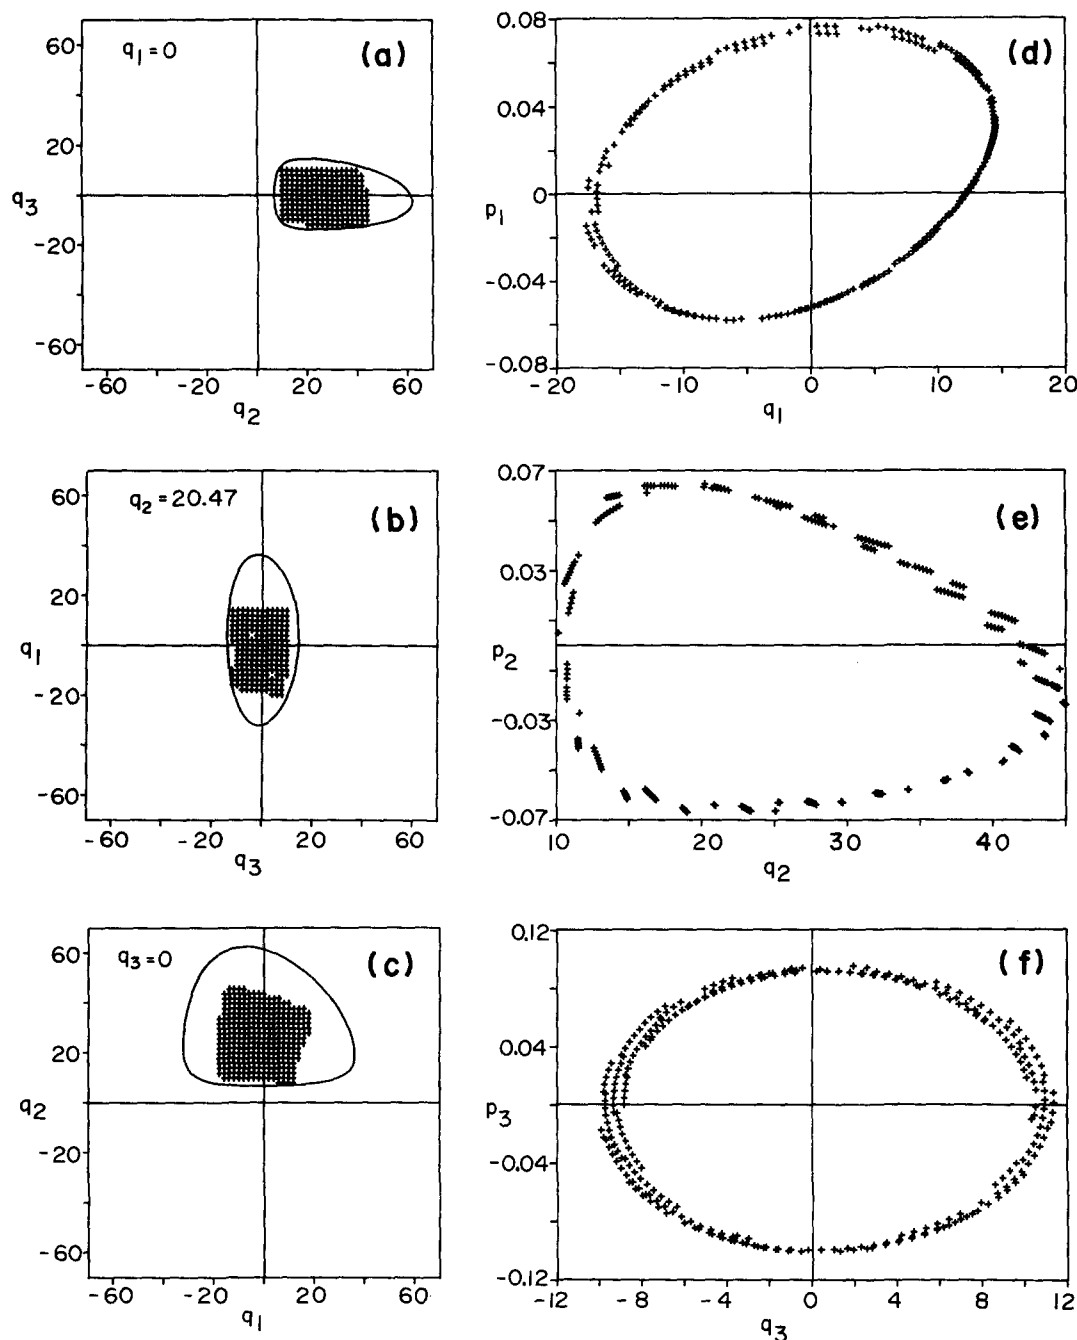 60
q₁=0
(a)
20
q₃
-20
-60
-60
-20
20
60
q₂
0.08
(d)
0.04
0
p₁
-0.04
-0.08
-20
-10
0
10
20
q₁
60
q₂=20.47
(b)
20
q₁
-20
-60
-60
-20
20
60
q₃
0.07
(e)
0.03
p₂
-0.03
-0.07
10
20
30
40
q₂
60
q₃=0
(c)
20
q₂
-20
-60
-60
-20
20
60
q₁
0.12
(f)
0.04
p₃
-0.04
-0.12
-12
-8
-4
0
4
8
12
q₃